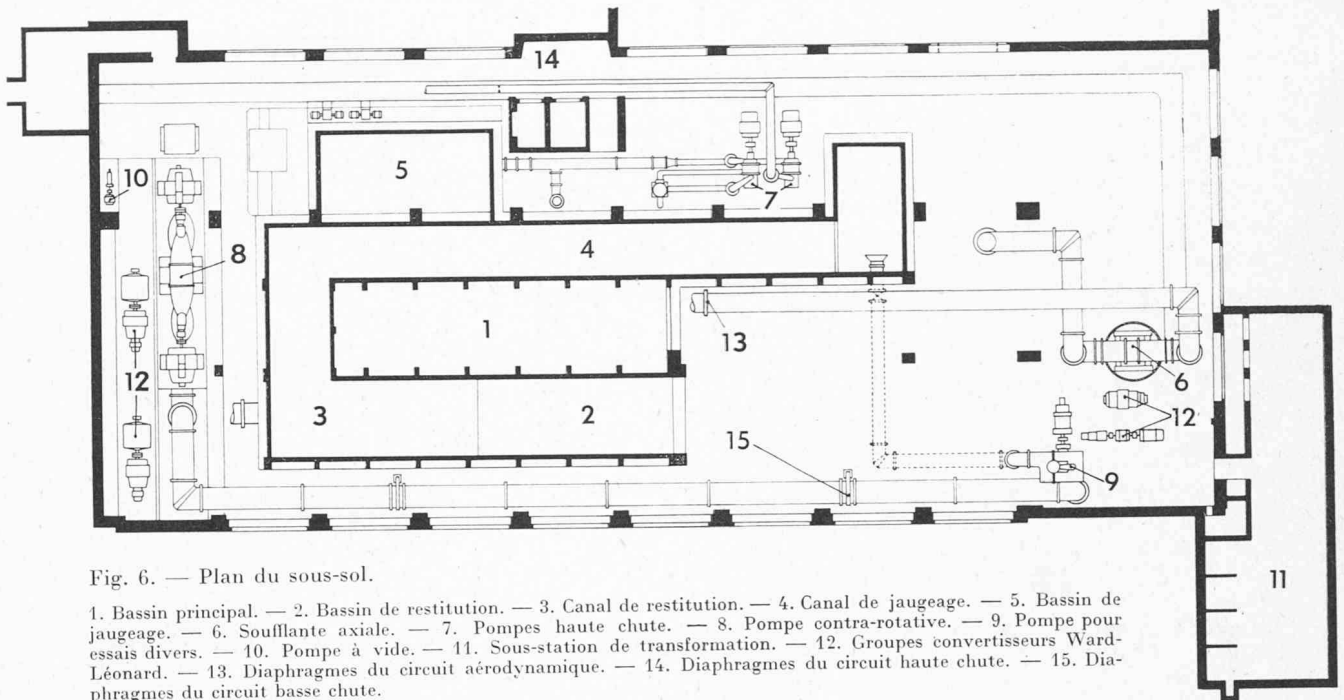 14
10
5
7
8
4
1
13
6
12
12
3
2
15
9
11
Fig. 6. — Plan du sous-sol.
1. Bassin principal. — 2. Bassin de restitution. — 3. Canal de restitution. — 4. Canal de jaugeage. — 5. Bassin de
jaugeage. — 6. Soufflante axiale. — 7. Pompes haute chute. — 8. Pompe contra-rotative. — 9. Pompe pour
essais divers. — 10. Pompe à vide. — 11. Sous-station de transformation. — 12. Groupes convertisseurs Ward-
Léonard. — 13. Diaphragmes du circuit aérodynamique. — 14. Diaphragmes du circuit haute chute. — 15. Dia-
phragmes du circuit basse chute.